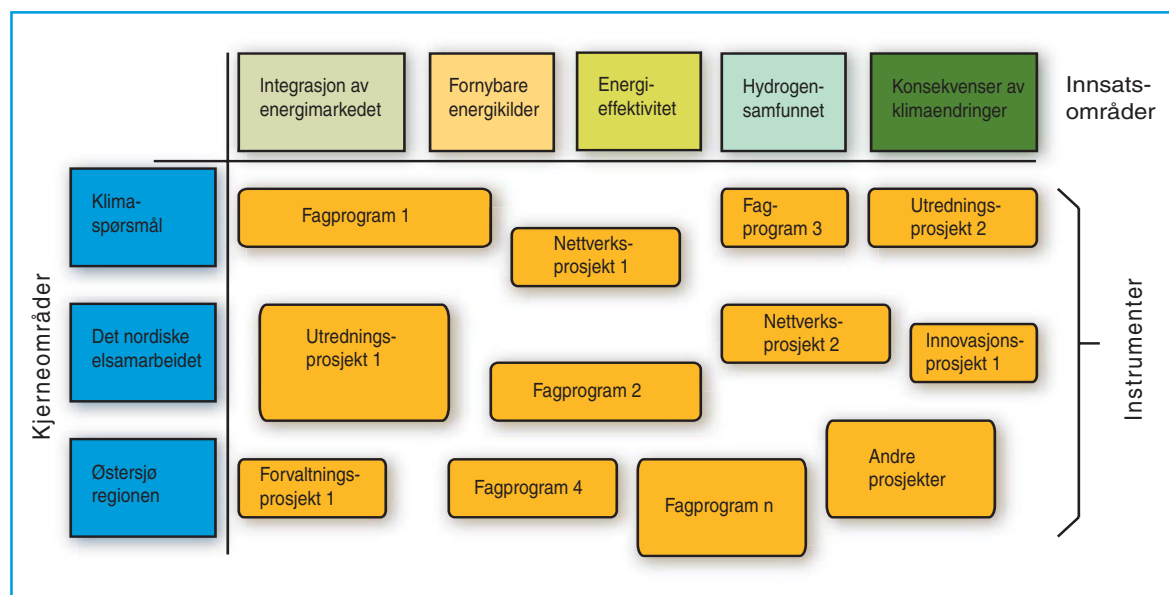 Integrasjon av
energimarkedet
Fornybare
energikilder
Energi-
effektivitet
Hydrogen-
samfunnet
Konsekvenser av
klimaendringer
Innsats-
områder
Kjerneområder
Klima-
spørsmål
Fagprogram 1
Nettverks-
prosjekt 1
Fag-
program 3
Utrednings-
prosjekt 2
Det nordiske
elsamarbeidet
Utrednings-
prosjekt 1
Fagprogram 2
Nettverks-
prosjekt 2
Innovasjons-
prosjekt 1
Østersjø
regionen
Forvaltnings-
prosjekt 1
Fagprogram 4
Fagprogram n
Andre
prosjekter
Instrumenter